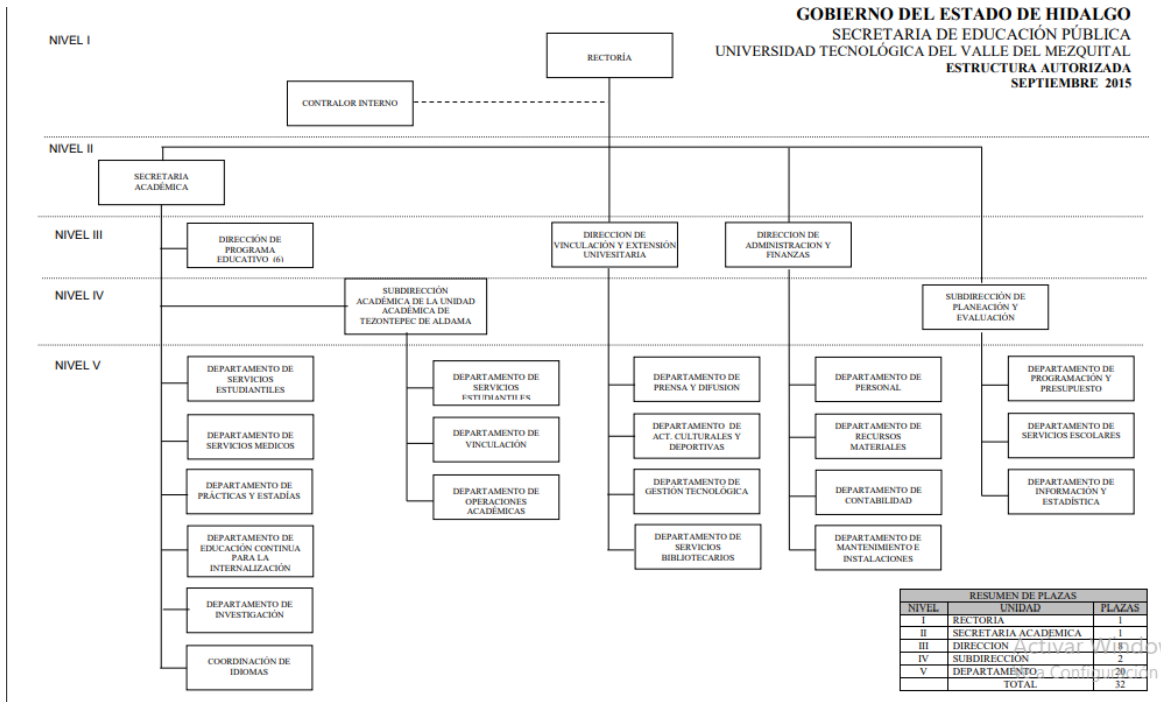 GOBIERNO DEL ESTADO DE HIDALGO
SECRETARIA DE EDUCACIÓN PÚBLICA
UNIVERSIDAD TECNOLÓGICA DEL VALLE DEL MEZQUITAL
ESTRUCTURA AUTORIZADA
SEPTIEMBRE 2015
NIVEL I
RECTORÍA
CONTRALOR INTERNO
NIVEL II
SECRETARIA
ACADÉMICA
NIVEL III
DIRECCIÓN DE
PROGRAMA
EDUCATIVO (6)
DIRECCION DE
VINCULACIÓN Y EXTENSIÓN
UNIVESITARIA
DIRECCION DE
ADMINISTRACION Y
FINANZAS
NIVEL IV
SUBDIRECCIÓN
ACADÉMICA DE LA UNIDAD
ACADÉMICA DE
TEZONTEPEC DE ALDAMA
SUBDIRECCIÓN DE
PLANEACIÓN Y
EVALUACIÓN
NIVEL V
DEPARTAMENTO DE
SERVICIOS
ESTUDIANTILES
DEPARTAMENTO DE
SERVICIOS MEDICOS
DEPARTAMENTO DE
PRÁCTICAS Y ESTADÍAS
DEPARTAMENTO DE
EDUCACIÓN CONTINUA
PARA LA
INTERNALIZACIÓN
DEPARTAMENTO DE
INVESTIGACIÓN
COORDINACIÓN DE
IDIOMAS
DEPARTAMENTO DE
SERVICIOS
ESTUDIANTILES
DEPARTAMENTO DE
VINCULACIÓN
DEPARTAMENTO DE
OPERACIONES
ACADÉMICAS
DEPARTAMENTO DE
PRENSA Y DIFUSION
DEPARTAMENTO DE
ACT. CULTURALES Y
DEPORTIVAS
DEPARTAMENTO DE
GESTIÓN TECNOLÓGICA
DEPARTAMENTO DE
SERVICIOS
BIBLIOTECARIOS
DEPARTAMENTO DE
PERSONAL
DEPARTAMENTO DE
RECURSOS
MATERIALES
DEPARTAMENTO DE
CONTABILIDAD
DEPARTAMENTO DE
MANTENIMIENTO E
INSTALACIONES
DEPARTAMENTO DE
PROGRAMACIÓN Y
PRESUPUESTO
DEPARTAMENTO DE
SERVICIOS ESCOLARES
DEPARTAMENTO DE
INFORMACIÓN Y
ESTADÍSTICA
RESUMEN DE PLAZAS
NIVEL UNIDAD PLAZAS
I RECTORIA 1
II SECRETARIA ACADEMICA 1
III DIRECCION 8
IV SUBDIRECCIÓN 2
V DEPARTAMENTO 20
TOTAL 32
Activar Window